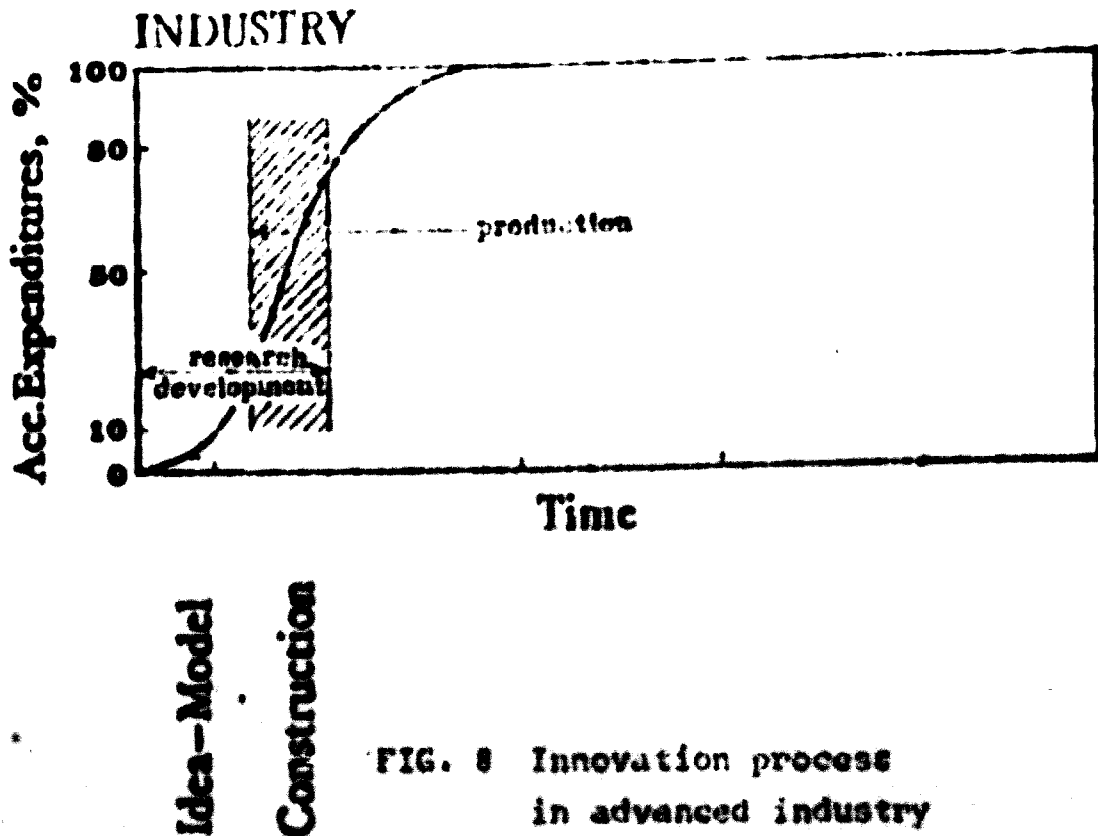 INDUSTRY
Acc.Expenditures, %
100
80
50
10
0
production
research
development
Time
Idea-Model
Construction
FIG. 8 Innovation process
in advanced industry